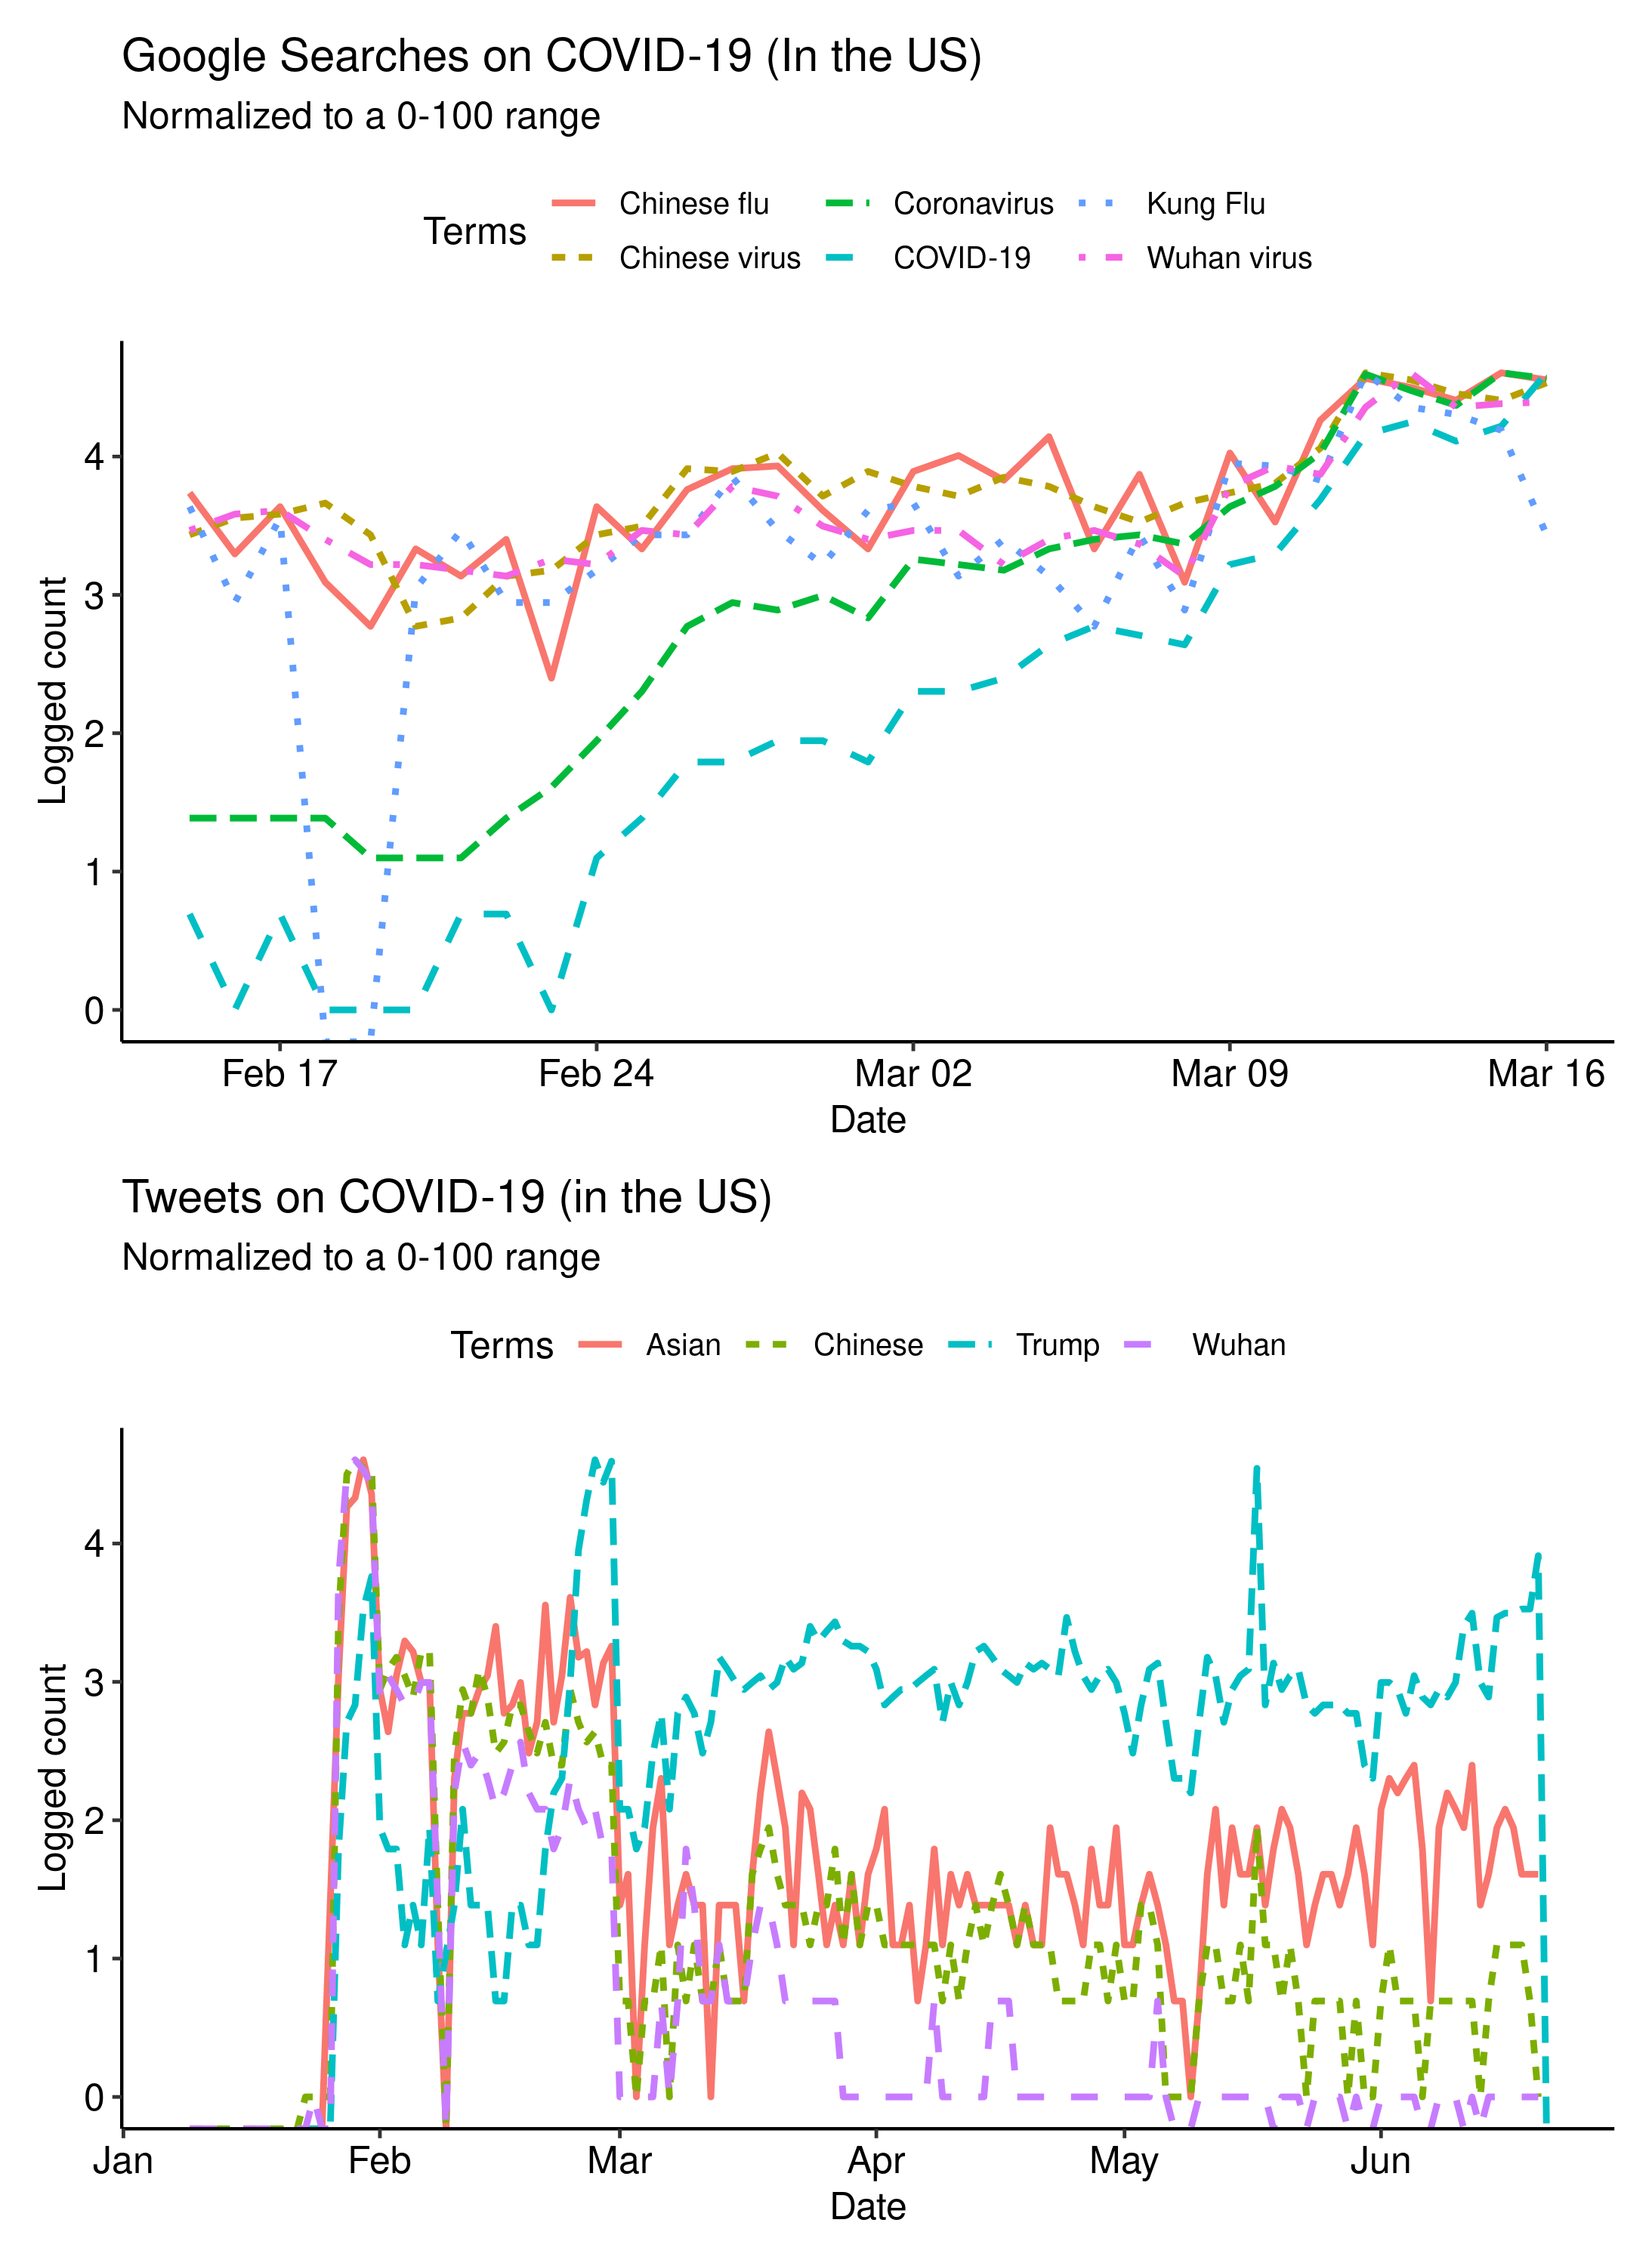 Google Searches on COVID-19 (In the US)
Normalized to a 0-100 range
Terms
Chinese flu
Coronavirus
Kung Flu
Chinese virus
COVID-19
Wuhan virus
Logged count
4
3
2
1
0
Feb 17
Feb 24
Mar 02
Mar 09
Mar 16
Date
Tweets on COVID-19 (in the US)
Normalized to a 0-100 range
Terms
Asian
Chinese
Trump
Wuhan
Logged count
4
3
2
1
0
Jan
Feb
Mar
Apr
May
Jun
Date